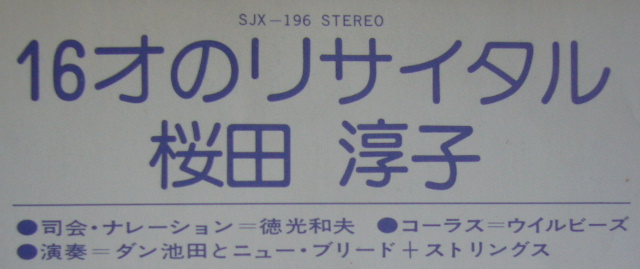 SJX−196 STEREO
16才のリサイタル
桜田 淳子
●司会・ナレーション＝徳光和夫 ●コーラス＝ウイルビーズ
●演奏＝ダン池田とニュー・ブリード＋ストリングス